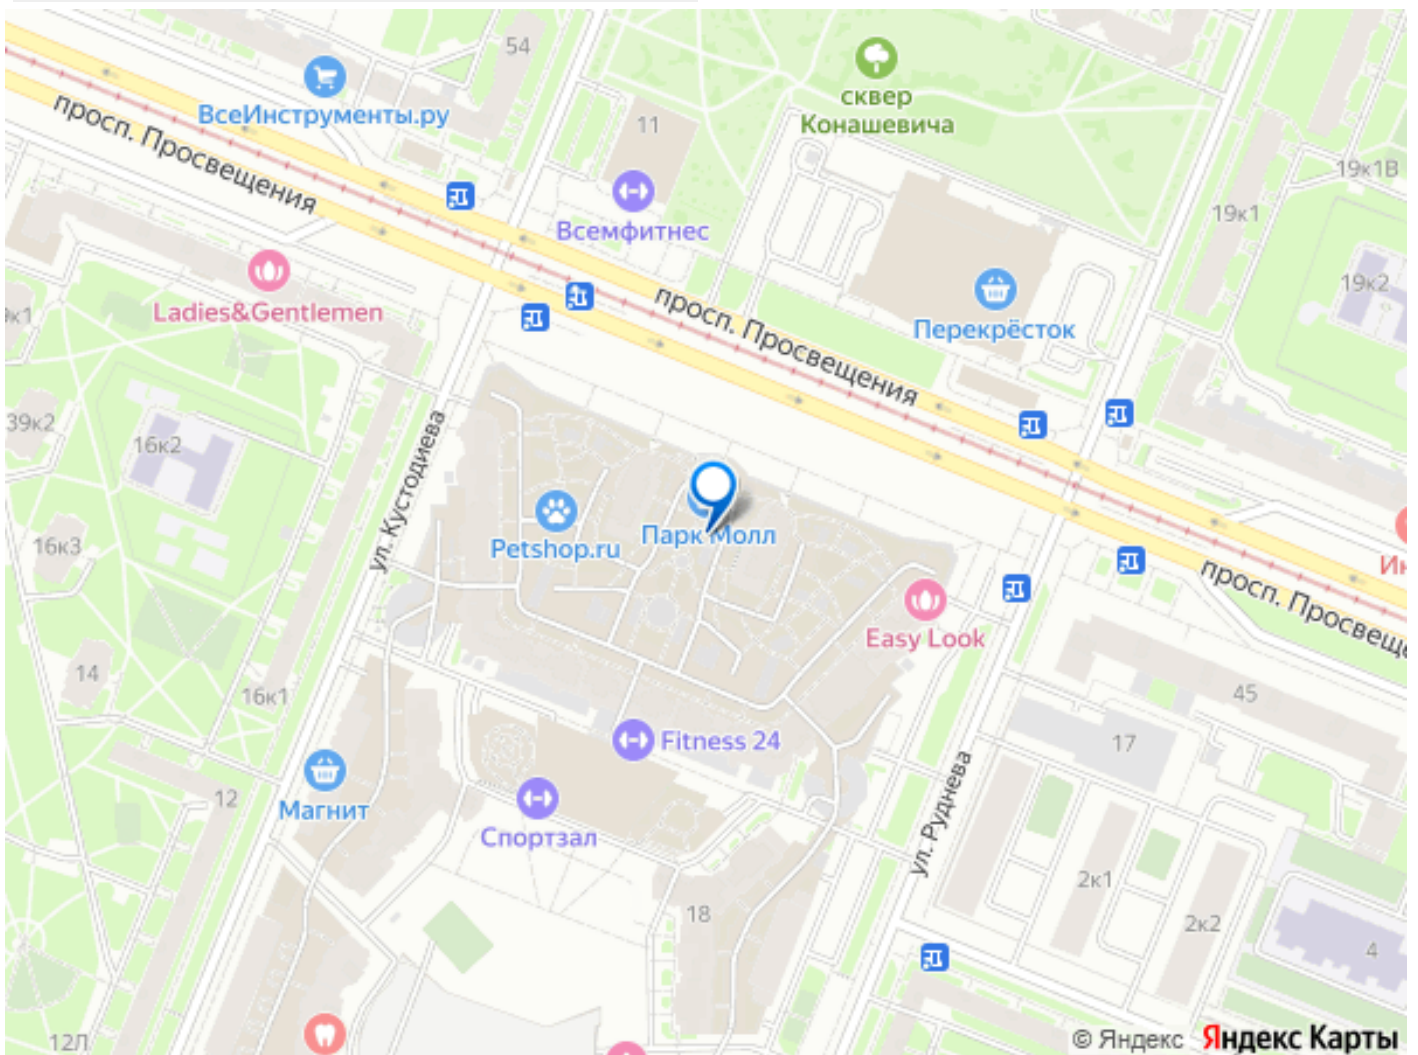 54
ВсеИнструменты.ру
сквер
Конашевича
11
просп. Просвещения
19к1В
19к1
Всемфитнес
19к2
Ladies&Gentlemen
к1
просп. Просвещения
Перекрёсток
39к2
16к2
ул. Кустодиева
Petshop.ru
Парк Молл
16к3
Ин
просп. Просвеще
Easy Look
14
16к1
45
17
Fitness 24
ул. Руднева
Магнит
12
Спортзал
2к1
18
2к2
4
12Л
© Яндекс Яндекс Карты